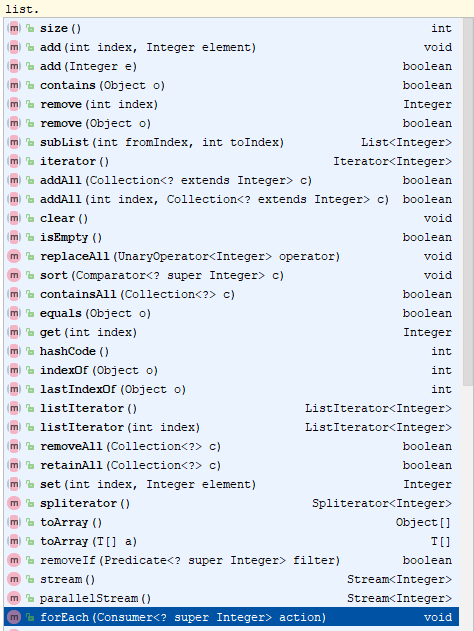 list.
m size() int
m add(int index, Integer element) void
m add(Integer e) boolean
m contains(Object o) boolean
m remove(int index) Integer
m remove(Object o) boolean
m subList(int fromIndex, int toIndex) List<Integer>
m iterator() Iterator<Integer>
m addAll(Collection<? extends Integer> c) boolean
m addAll(int index, Collection<? extends Integer> c) boolean
m clear() void
m isEmpty() boolean
m replaceAll(UnaryOperator<Integer> operator) void
m sort(Comparator<? super Integer> c) void
m containsAll(Collection<?> c) boolean
m equals(Object o) boolean
m get(int index) Integer
m hashCode() int
m indexOf(Object o) int
m lastIndexOf(Object o) int
m listIterator() ListIterator<Integer>
m listIterator(int index) ListIterator<Integer>
m removeAll(Collection<?> c) boolean
m retainAll(Collection<?> c) boolean
m set(int index, Integer element) Integer
m spliterator() Spliterator<Integer>
m toArray() Object[]
m toArray(T[] a) T[]
m removeIf(Predicate<? super Integer> filter) boolean
m stream() Stream<Integer>
m parallelStream() Stream<Integer>
m forEach(Consumer<? super Integer> action) void